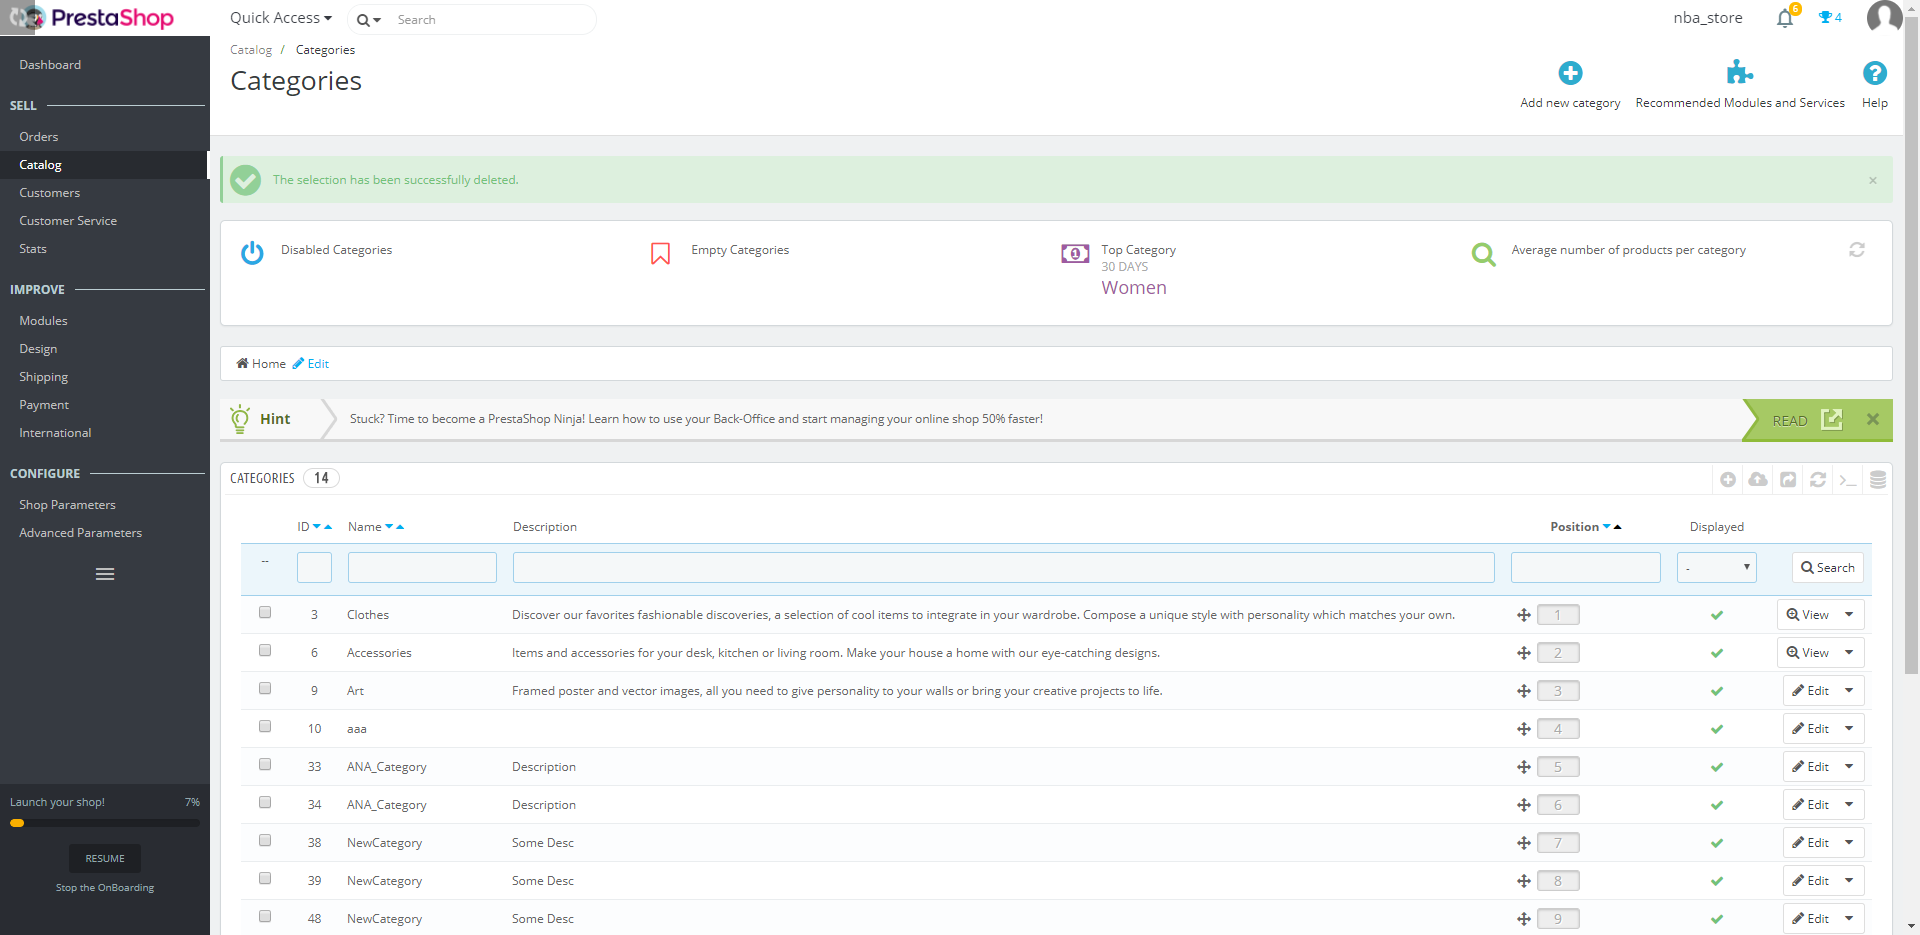 PrestaShop
Quick Access
Search
nba_store
6
4
Catalog / Categories
Categories
Add new category
Recommended Modules and Services
Help
Dashboard
SELL
Orders
Catalog
Customers
Customer Service
Stats
IMPROVE
Modules
Design
Shipping
Payment
International
CONFIGURE
Shop Parameters
Advanced Parameters
Launch your shop! 7%
RESUME
Stop the OnBoarding
The selection has been successfully deleted. ×
Disabled Categories
Empty Categories
Top Category
30 DAYS
Women
Average number of products per category
Home Edit
Hint
Stuck? Time to become a PrestaShop Ninja! Learn how to use your Back-Office and start managing your online shop 50% faster!
READ
CATEGORIES 14
ID Name Description Position Displayed
-- - Search
3 Clothes Discover our favorites fashionable discoveries, a selection of cool items to integrate in your wardrobe. Compose a unique style with personality which matches your own. 1 View
6 Accessories Items and accessories for your desk, kitchen or living room. Make your house a home with our eye-catching designs. 2 View
9 Art Framed poster and vector images, all you need to give personality to your walls or bring your creative projects to life. 3 Edit
10 aaa 4 Edit
33 ANA_Category Description 5 Edit
34 ANA_Category Description 6 Edit
38 NewCategory Some Desc 7 Edit
39 NewCategory Some Desc 8 Edit
48 NewCategory Some Desc 9 Edit